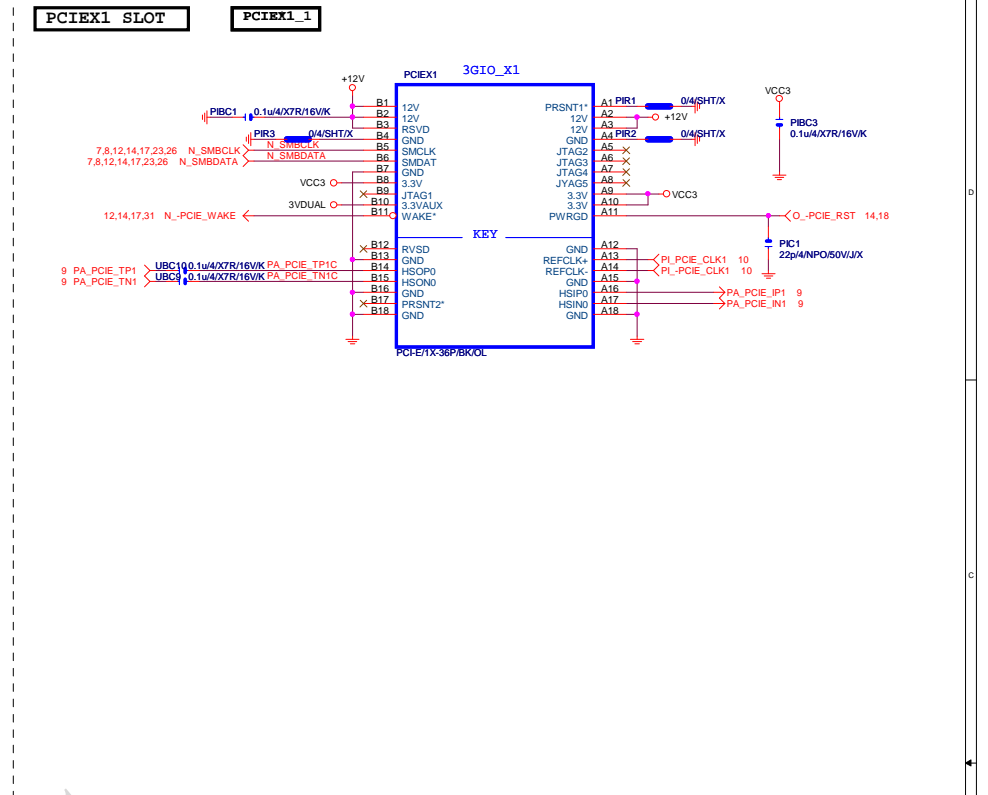 PCIEX1 SLOT
PCIEX1_1
3GIO_X1
PCIEX1
+12V
VCC3
PIBC1 0.1u/4/X7R/16V/K
B1 12V PRSNT1* A1 PIR1 0/4/SHT/X
B2 12V 12V A2 +12V
B3 RSVD 12V A3
PIBC3
0.1u/4/X7R/16V/K
PIR3 0/4/SHT/X B4 GND GND A4 PIR2 0/4/SHT/X
7,8,12,14,17,23,26 N_SMBCLK N_SMBCLK B5 SMCLK JTAG2 A5
7,8,12,14,17,23,26 N_SMBDATA N_SMBDATA B6 SMDAT JTAG3 A6
B7 GND JTAG4 A7
VCC3 B8 3.3V JYAG5 A8
B9 JTAG1 3.3V A9 VCC3
3VDUAL B10 3.3VAUX 3.3V A10
12,14,17,31 N_-PCIE_WAKE B11 WAKE* PWRGD A11 O_-PCIE_RST 14,18
KEY
PIC1
22p/4/NPO/50V/J/X
B12 RVSD GND A12
B13 GND REFCLK+ A13 PI_PCIE_CLK1 10
9 PA_PCIE_TP1 UBC10 0.1u/4/X7R/16V/K PA_PCIE_TP1C B14 HSOP0 REFCLK- A14 PI_-PCIE_CLK1 10
9 PA_PCIE_TN1 UBC9 0.1u/4/X7R/16V/K PA_PCIE_TN1C B15 HSON0 GND A15
B16 GND HSIP0 A16 PA_PCIE_IP1 9
B17 PRSNT2* HSIN0 A17 PA_PCIE_IN1 9
B18 GND GND A18
PCI-E/1X-36P/BK/OL
D
C